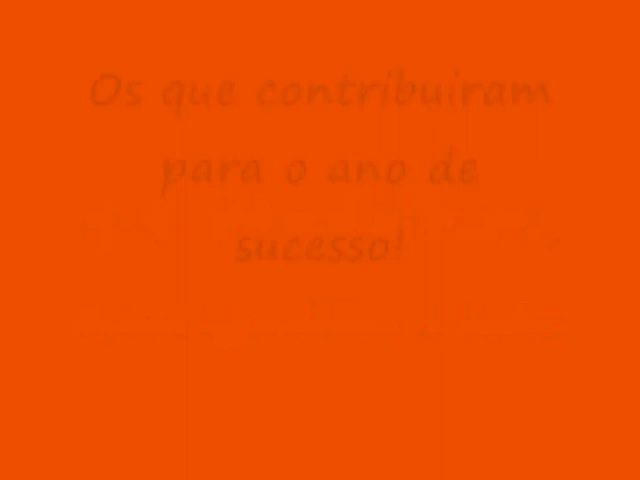 Os que contribuiram
para o ano de
sucesso!